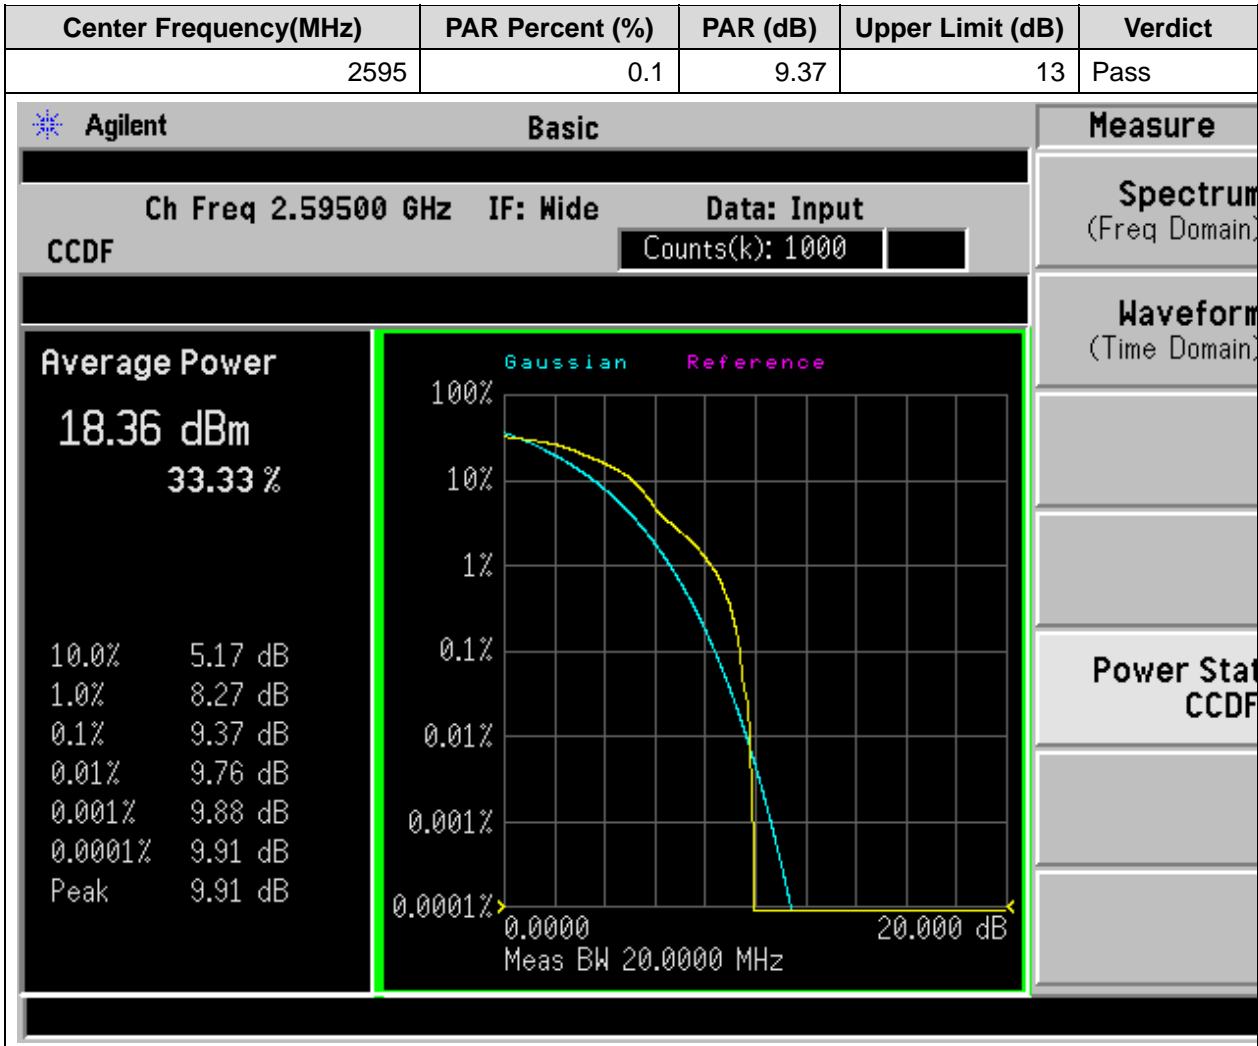 Center Frequency(MHz) PAR Percent (%) PAR (dB) Upper Limit (dB) Verdict
2595 0.1 9.37 13 Pass
Agilent Basic Measure
Ch Freq 2.59500 GHz IF: Wide Data: Input
CCDF Counts(k): 1000
Spectrum
(Freq Domain)
Waveform
(Time Domain)
Power Stat
CCDF
Average Power
18.36 dBm
33.33 %
10.0% 5.17 dB
1.0% 8.27 dB
0.1% 9.37 dB
0.01% 9.76 dB
0.001% 9.88 dB
0.0001% 9.91 dB
Peak 9.91 dB
Gaussian Reference
100%
10%
1%
0.1%
0.01%
0.001%
0.0001%
0.0000 20.000 dB
Meas BW 20.0000 MHz